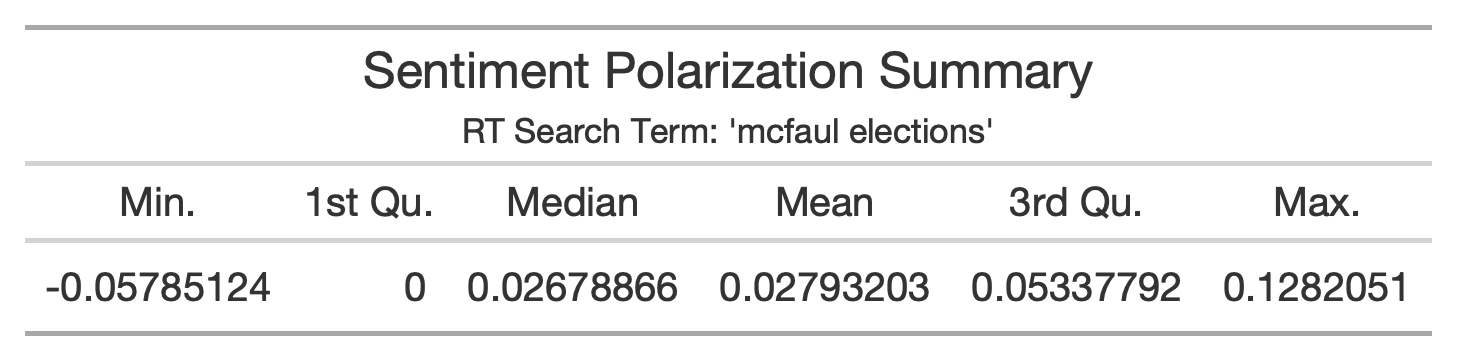 Sentiment Polarization Summary
RT Search Term: 'mcfaul elections'
Min. 1st Qu. Median Mean 3rd Qu. Max.
-0.05785124 0 0.02678866 0.02793203 0.05337792 0.1282051